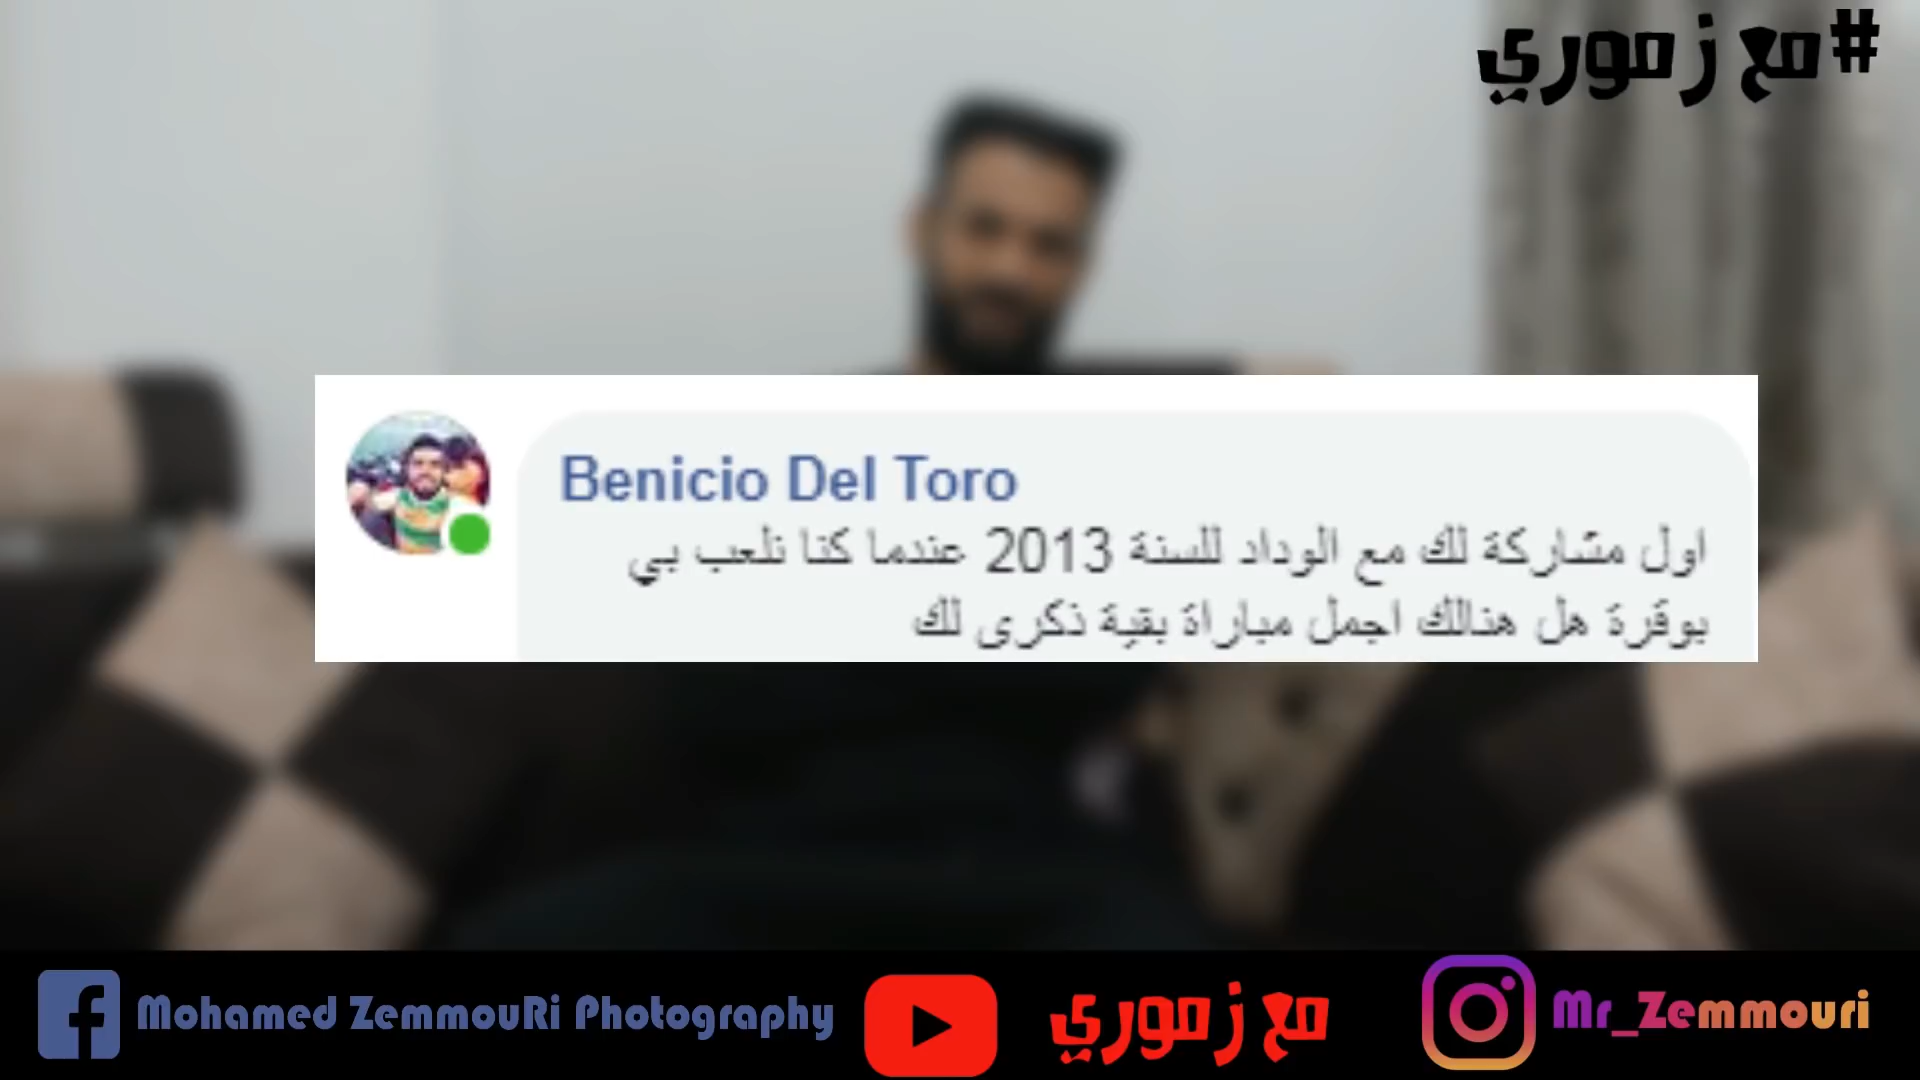 #مع زموري
Benicio Del Toro
اول مشاركة لك مع الوداد للسنة 2013 عندما كنا نلعب بي
بوقرة هل هنالك اجمل مباراة بقية ذكرى لك
Mohamed ZemmouRi Photography
مع زموري
Mr_Zemmouri